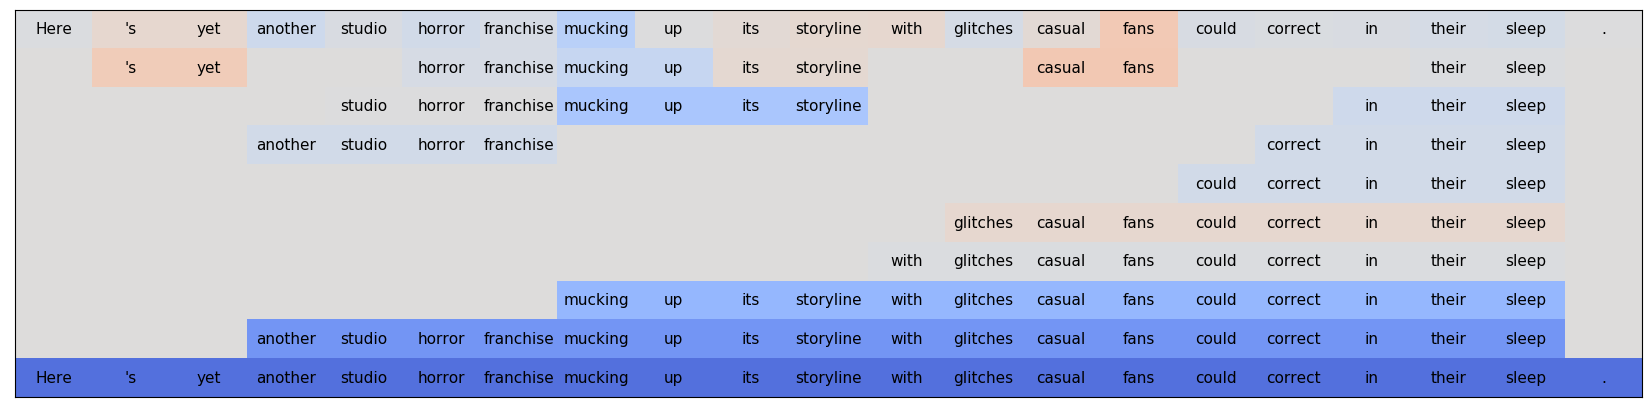 Here 's yet another studio horror franchise mucking up its storyline with glitches casual fans could correct in their sleep .
's yet horror franchise mucking up its storyline casual fans their sleep
studio horror franchise mucking up its storyline in their sleep
another studio horror franchise correct in their sleep
could correct in their sleep
glitches casual fans could correct in their sleep
with glitches casual fans could correct in their sleep
mucking up its storyline with glitches casual fans could correct in their sleep
another studio horror franchise mucking up its storyline with glitches casual fans could correct in their sleep
Here 's yet another studio horror franchise mucking up its storyline with glitches casual fans could correct in their sleep .